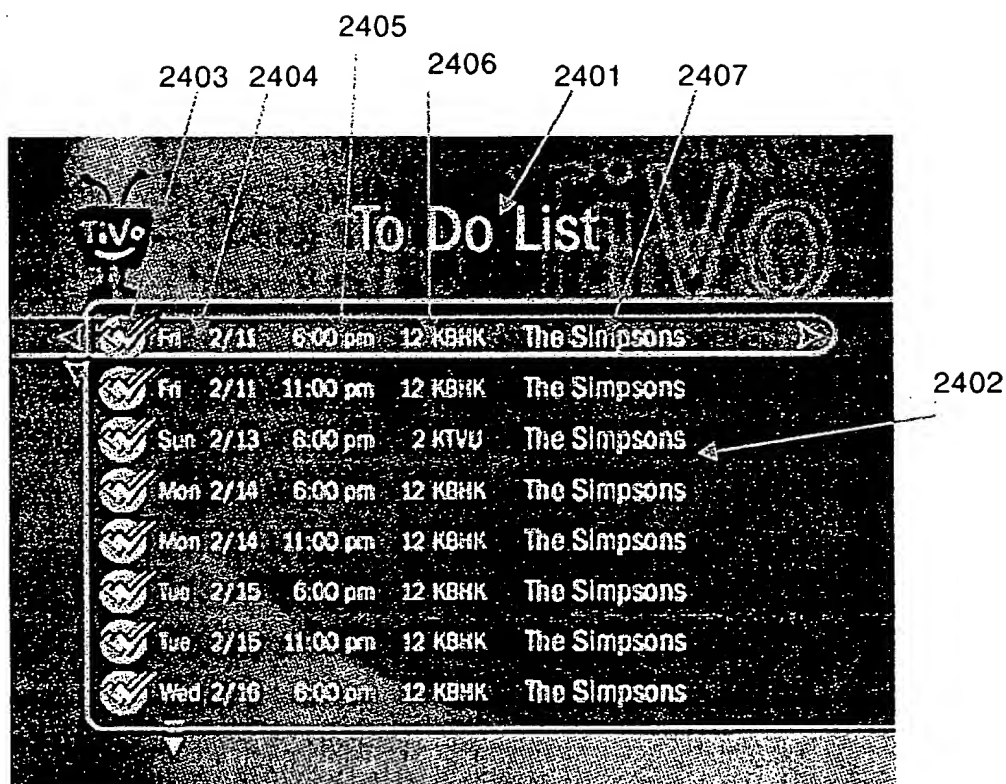 2405
2403 2404 2406 2401 2407
TiVo
To Do List
TiVo
Fri 2/11 6:00 pm 12 KBHK The Simpsons
Fri 2/11 11:00 pm 12 KBHK The Simpsons
2402
Sun 2/13 8:00 pm 2 KTVU The Simpsons
Mon 2/14 6:00 pm 12 KBHK The Simpsons
Mon 2/14 11:00 pm 12 KBHK The Simpsons
Tue 2/15 6:00 pm 12 KBHK The Simpsons
Tue 2/15 11:00 pm 12 KBHK The Simpsons
Wed 2/16 6:00 pm 12 KBHK The Simpsons